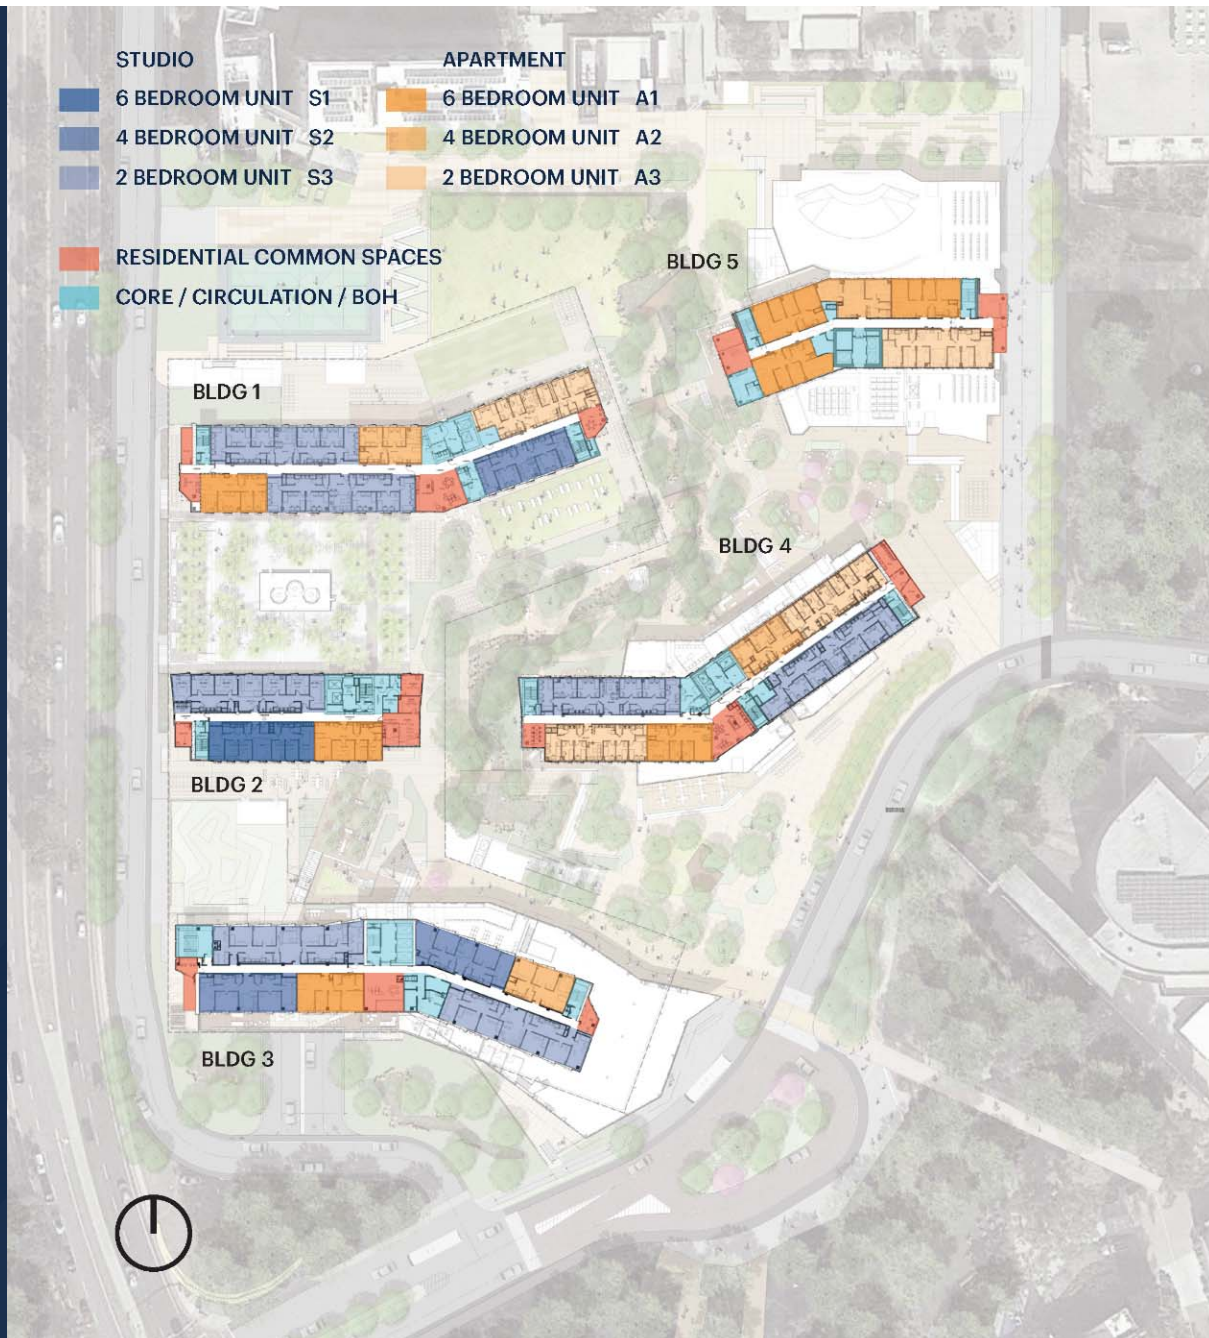 STUDIO
6 BEDROOM UNIT S1
4 BEDROOM UNIT S2
2 BEDROOM UNIT S3
APARTMENT
6 BEDROOM UNIT A1
4 BEDROOM UNIT A2
2 BEDROOM UNIT A3
RESIDENTIAL COMMON SPACES
CORE / CIRCULATION / BOH
BLDG 5
BLDG 1
BLDG 4
BLDG 2
BLDG 3